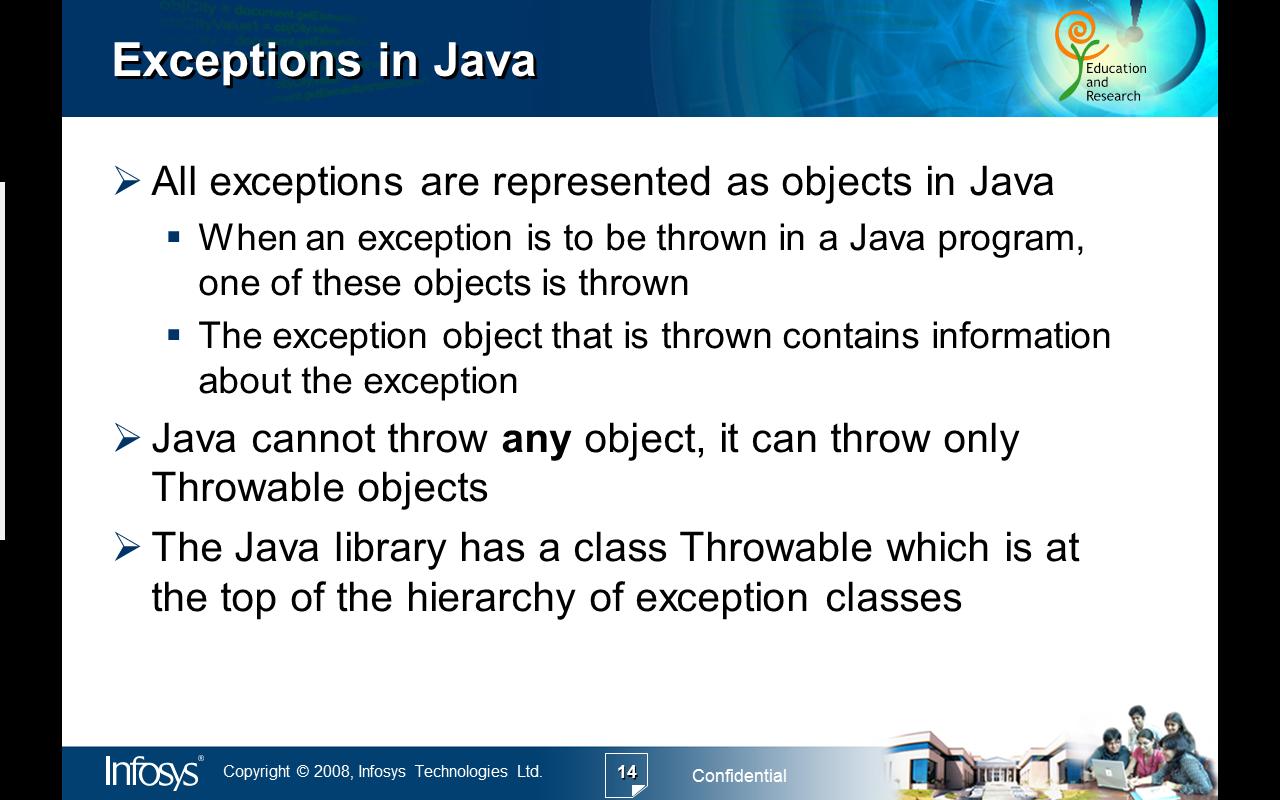 Exceptions in Java
Education
and
Research
➢ All exceptions are represented as objects in Java
▪ When an exception is to be thrown in a Java program,
one of these objects is thrown
▪ The exception object that is thrown contains information
about the exception
➢ Java cannot throw any object, it can throw only
Throwable objects
➢ The Java library has a class Throwable which is at
the top of the hierarchy of exception classes
Infosys® Copyright © 2008, Infosys Technologies Ltd. 14 Confidential